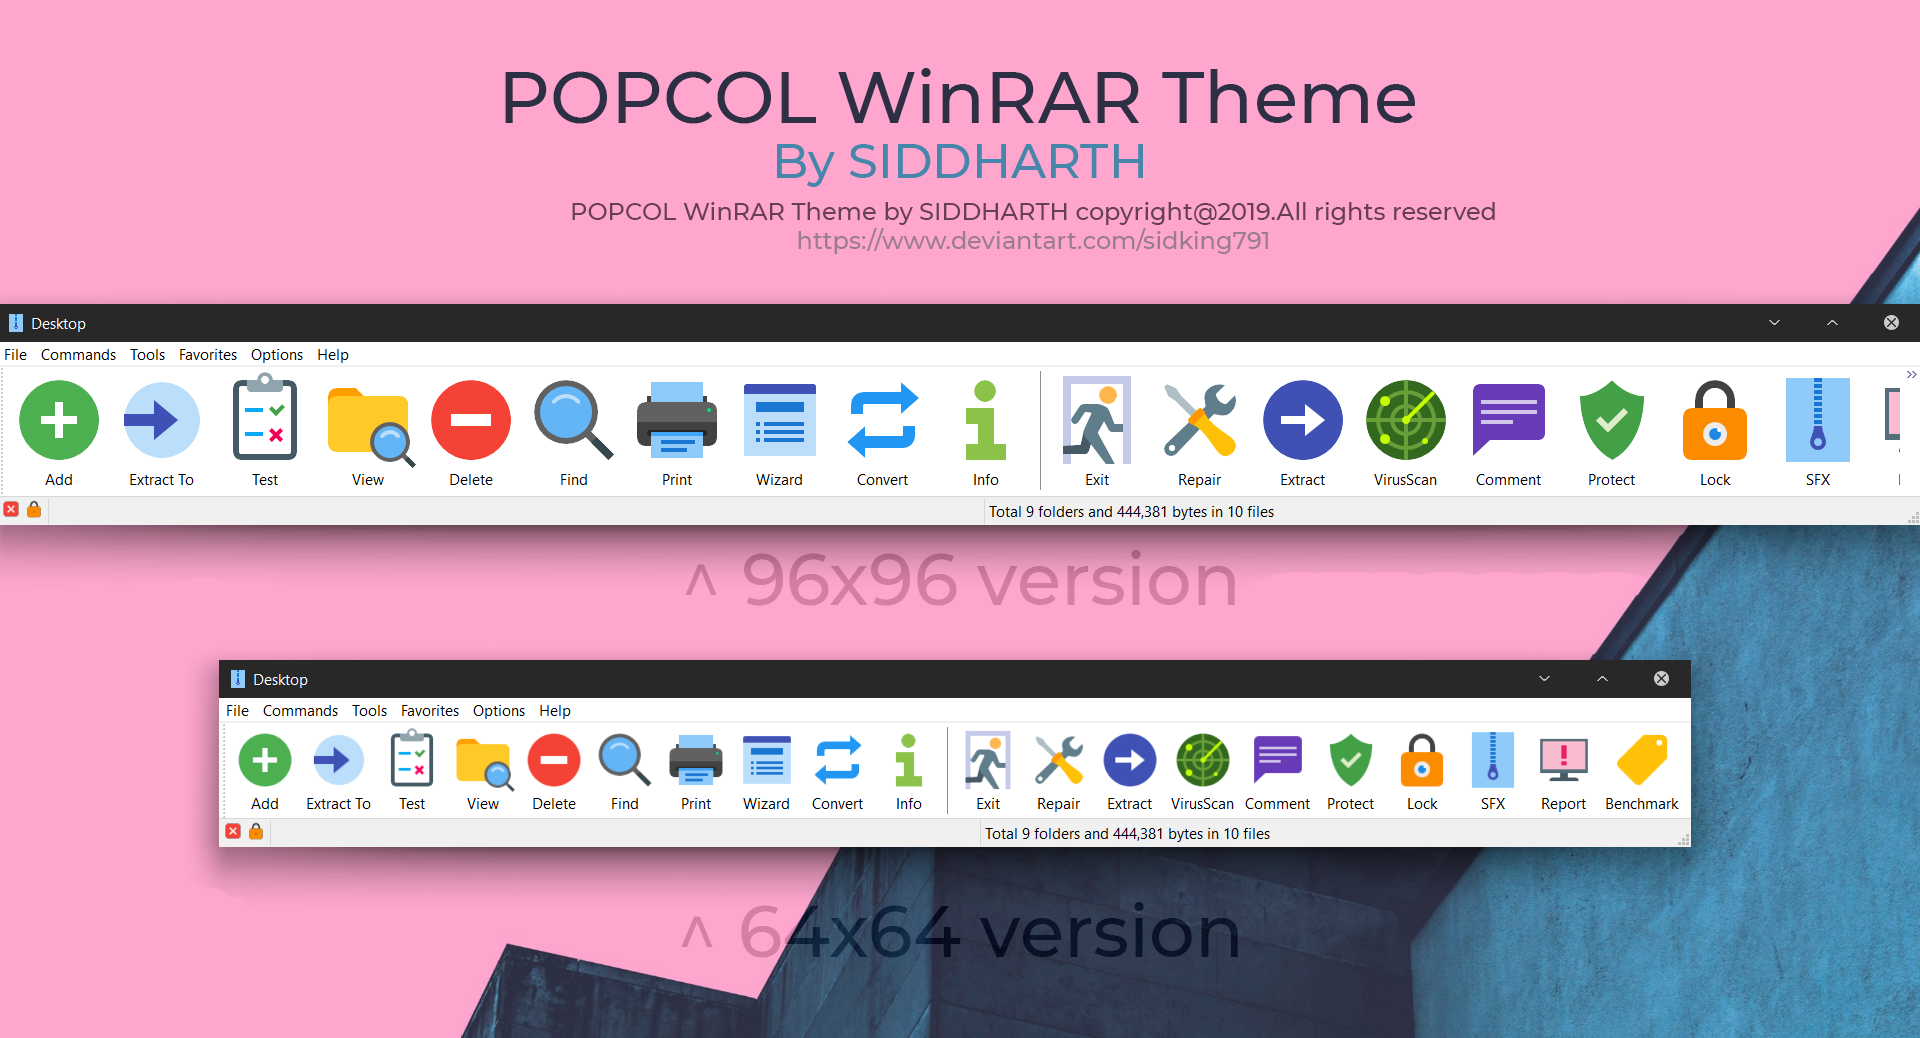 POPCOL WinRAR Theme
By SIDDHARTH
POPCOL WinRAR Theme by SIDDHARTH copyright@2019.All rights reserved
https://www.deviantart.com/sidking791
Desktop
File Commands Tools Favorites Options Help
Add Extract To Test View Delete Find Print Wizard Convert Info Exit Repair Extract VirusScan Comment Protect Lock SFX
Total 9 folders and 444,381 bytes in 10 files
^ 96x96 version
Desktop
File Commands Tools Favorites Options Help
Add Extract To Test View Delete Find Print Wizard Convert Info Exit Repair Extract VirusScan Comment Protect Lock SFX Report Benchmark
Total 9 folders and 444,381 bytes in 10 files
^ 64x64 version